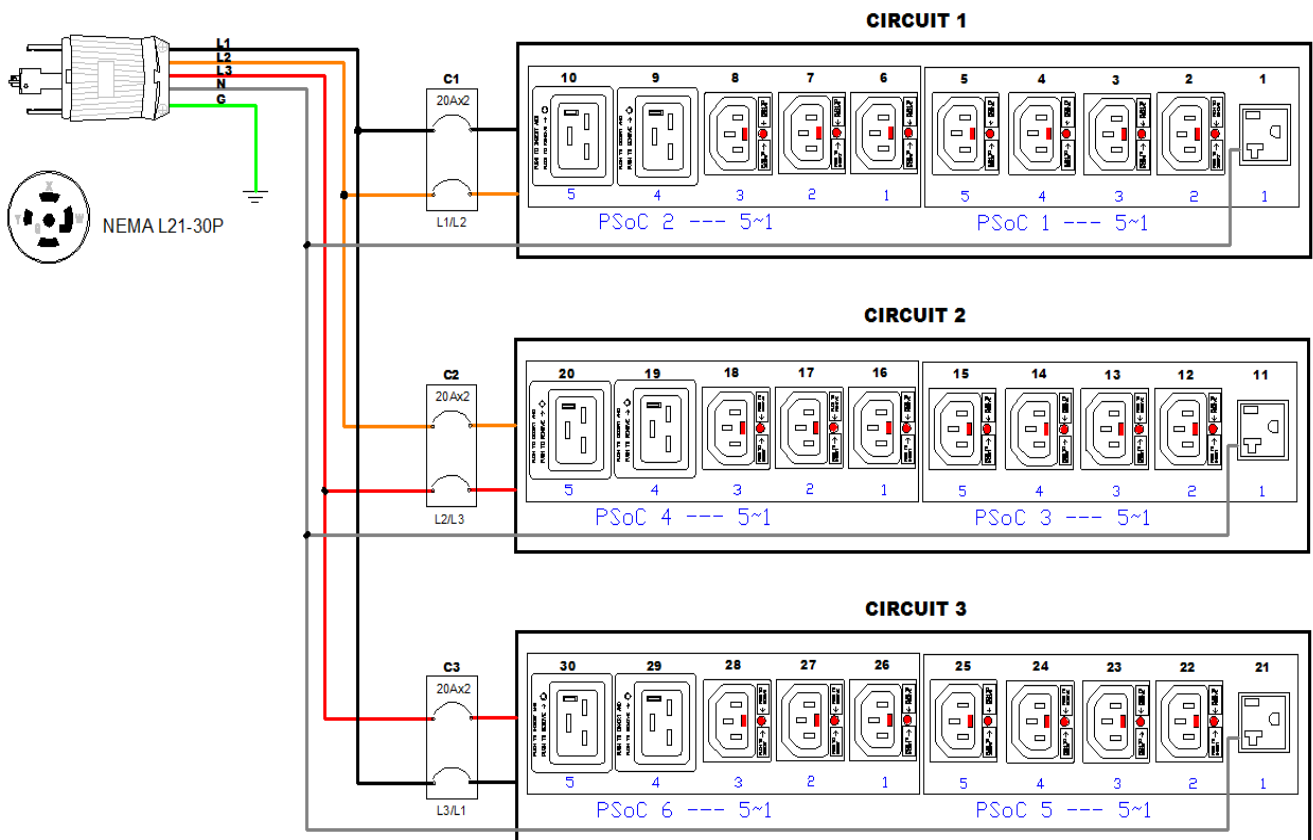 CIRCUIT 1
L1
L2
L3
N
G
X
Y
W
G
NEMA L21-30P
C1
20Ax2
L1/L2
10 9 8 7 6 5 4 3 2 1
5 4 3 2 1 5 4 3 2 1
PSoC 2 --- 5~1 PSoC 1 --- 5~1
CIRCUIT 2
C2
20Ax2
L2/L3
20 19 18 17 16 15 14 13 12 11
5 4 3 2 1 5 4 3 2 1
PSoC 4 --- 5~1 PSoC 3 --- 5~1
CIRCUIT 3
C3
20Ax2
L3/L1
30 29 28 27 26 25 24 23 22 21
5 4 3 2 1 5 4 3 2 1
PSoC 6 --- 5~1 PSoC 5 --- 5~1